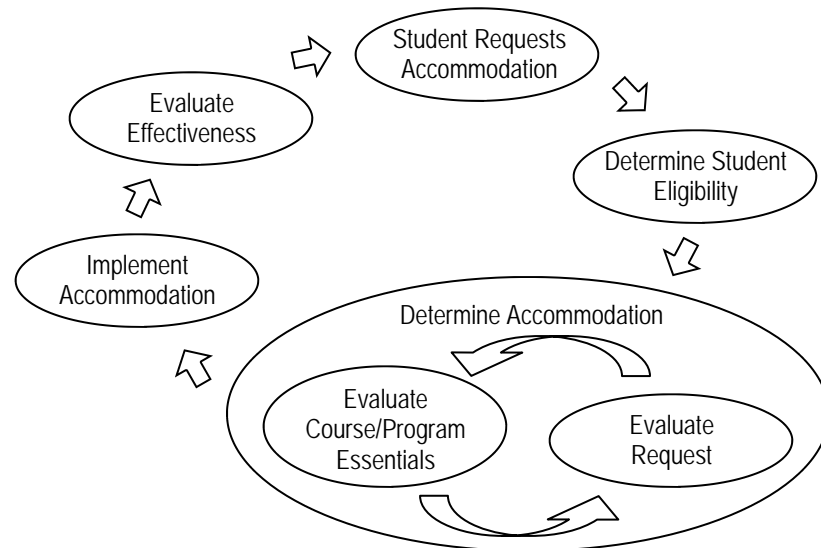 Student Requests
Accommodation
Determine Student
Eligibility
Determine Accommodation
Evaluate
Request
Evaluate
Course/Program
Essentials
Implement
Accommodation
Evaluate
Effectiveness